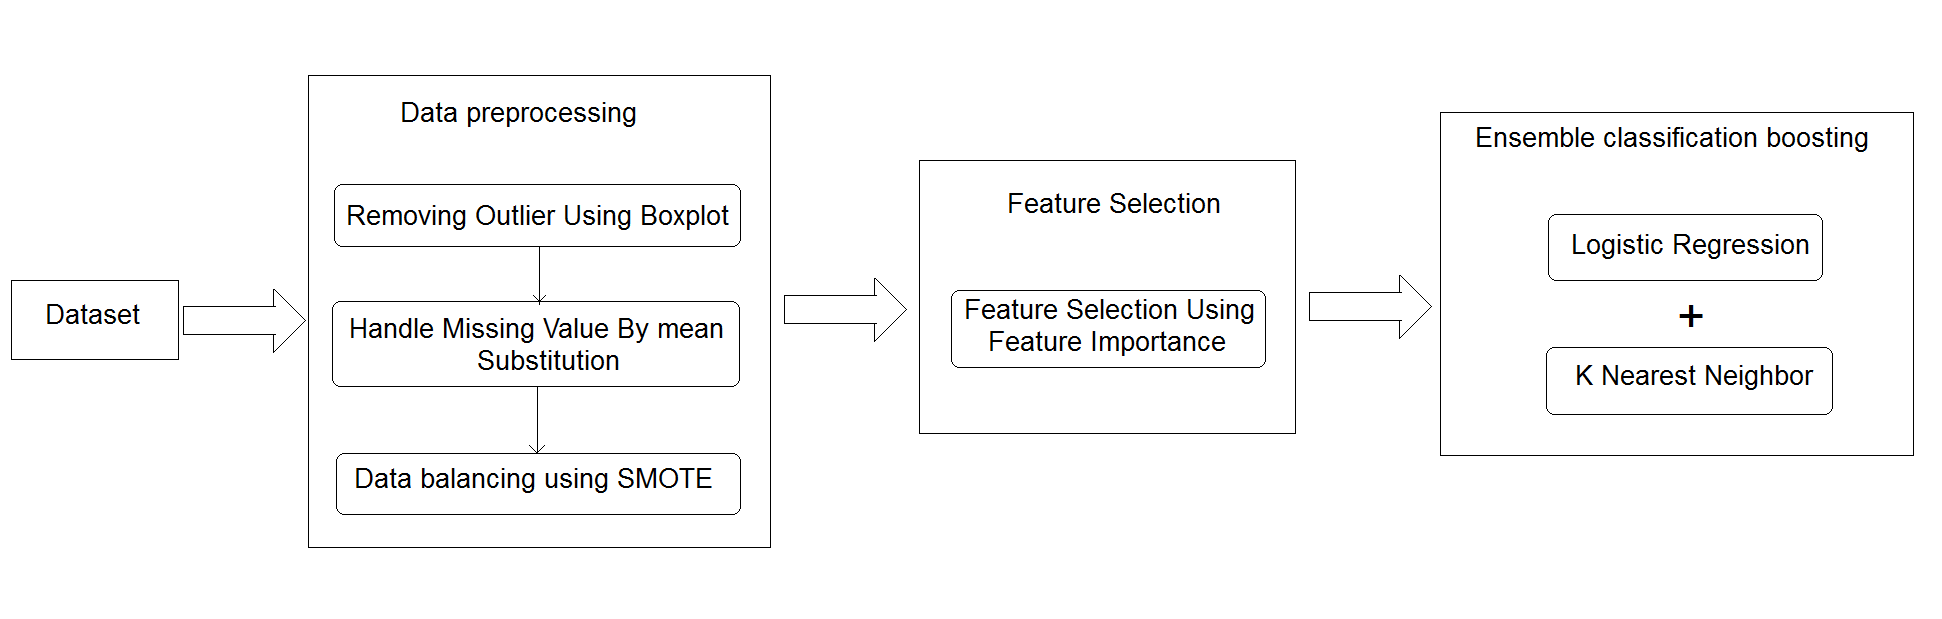 Dataset
Data preprocessing
Removing Outlier Using Boxplot
Handle Missing Value By mean
Substitution
Data balancing using SMOTE
Feature Selection
Feature Selection Using
Feature Importance
Ensemble classification boosting
Logistic Regression
+
K Nearest Neighbor